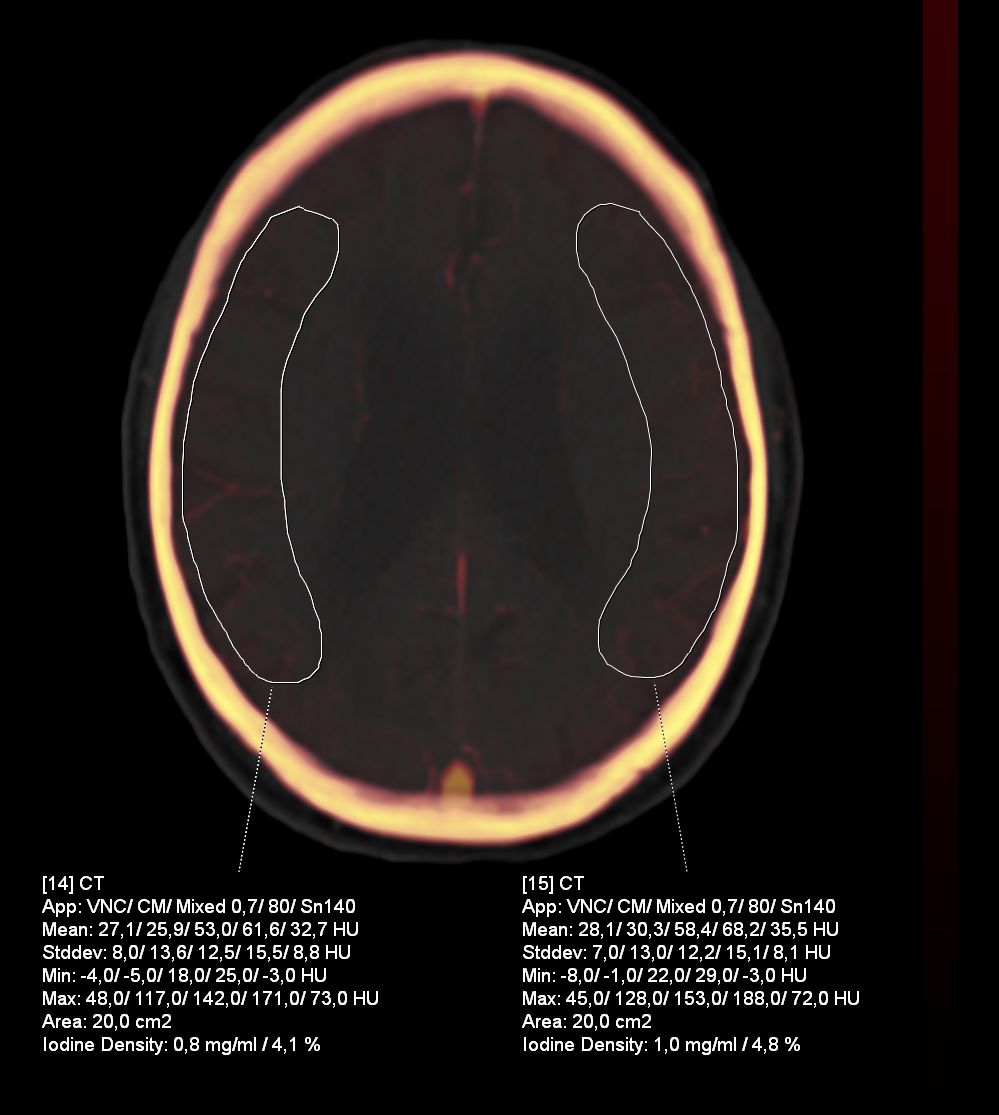 [14] CT
App: VNC/ CM/ Mixed 0,7/ 80/ Sn140
Mean: 27,1/ 25,9/ 53,0/ 61,6/ 32,7 HU
Stddev: 8,0/ 13,6/ 12,5/ 15,5/ 8,8 HU
Min: -4,0/ -5,0/ 18,0/ 25,0/ -3,0 HU
Max: 48,0/ 117,0/ 142,0/ 171,0/ 73,0 HU
Area: 20,0 cm2
Iodine Density: 0,8 mg/ml / 4,1 %
[15] CT
App: VNC/ CM/ Mixed 0,7/ 80/ Sn140
Mean: 28,1/ 30,3/ 58,4/ 68,2/ 35,5 HU
Stddev: 7,0/ 13,0/ 12,2/ 15,1/ 8,1 HU
Min: -8,0/ -1,0/ 22,0/ 29,0/ -3,0 HU
Max: 45,0/ 128,0/ 153,0/ 188,0/ 72,0 HU
Area: 20,0 cm2
Iodine Density: 1,0 mg/ml / 4,8 %